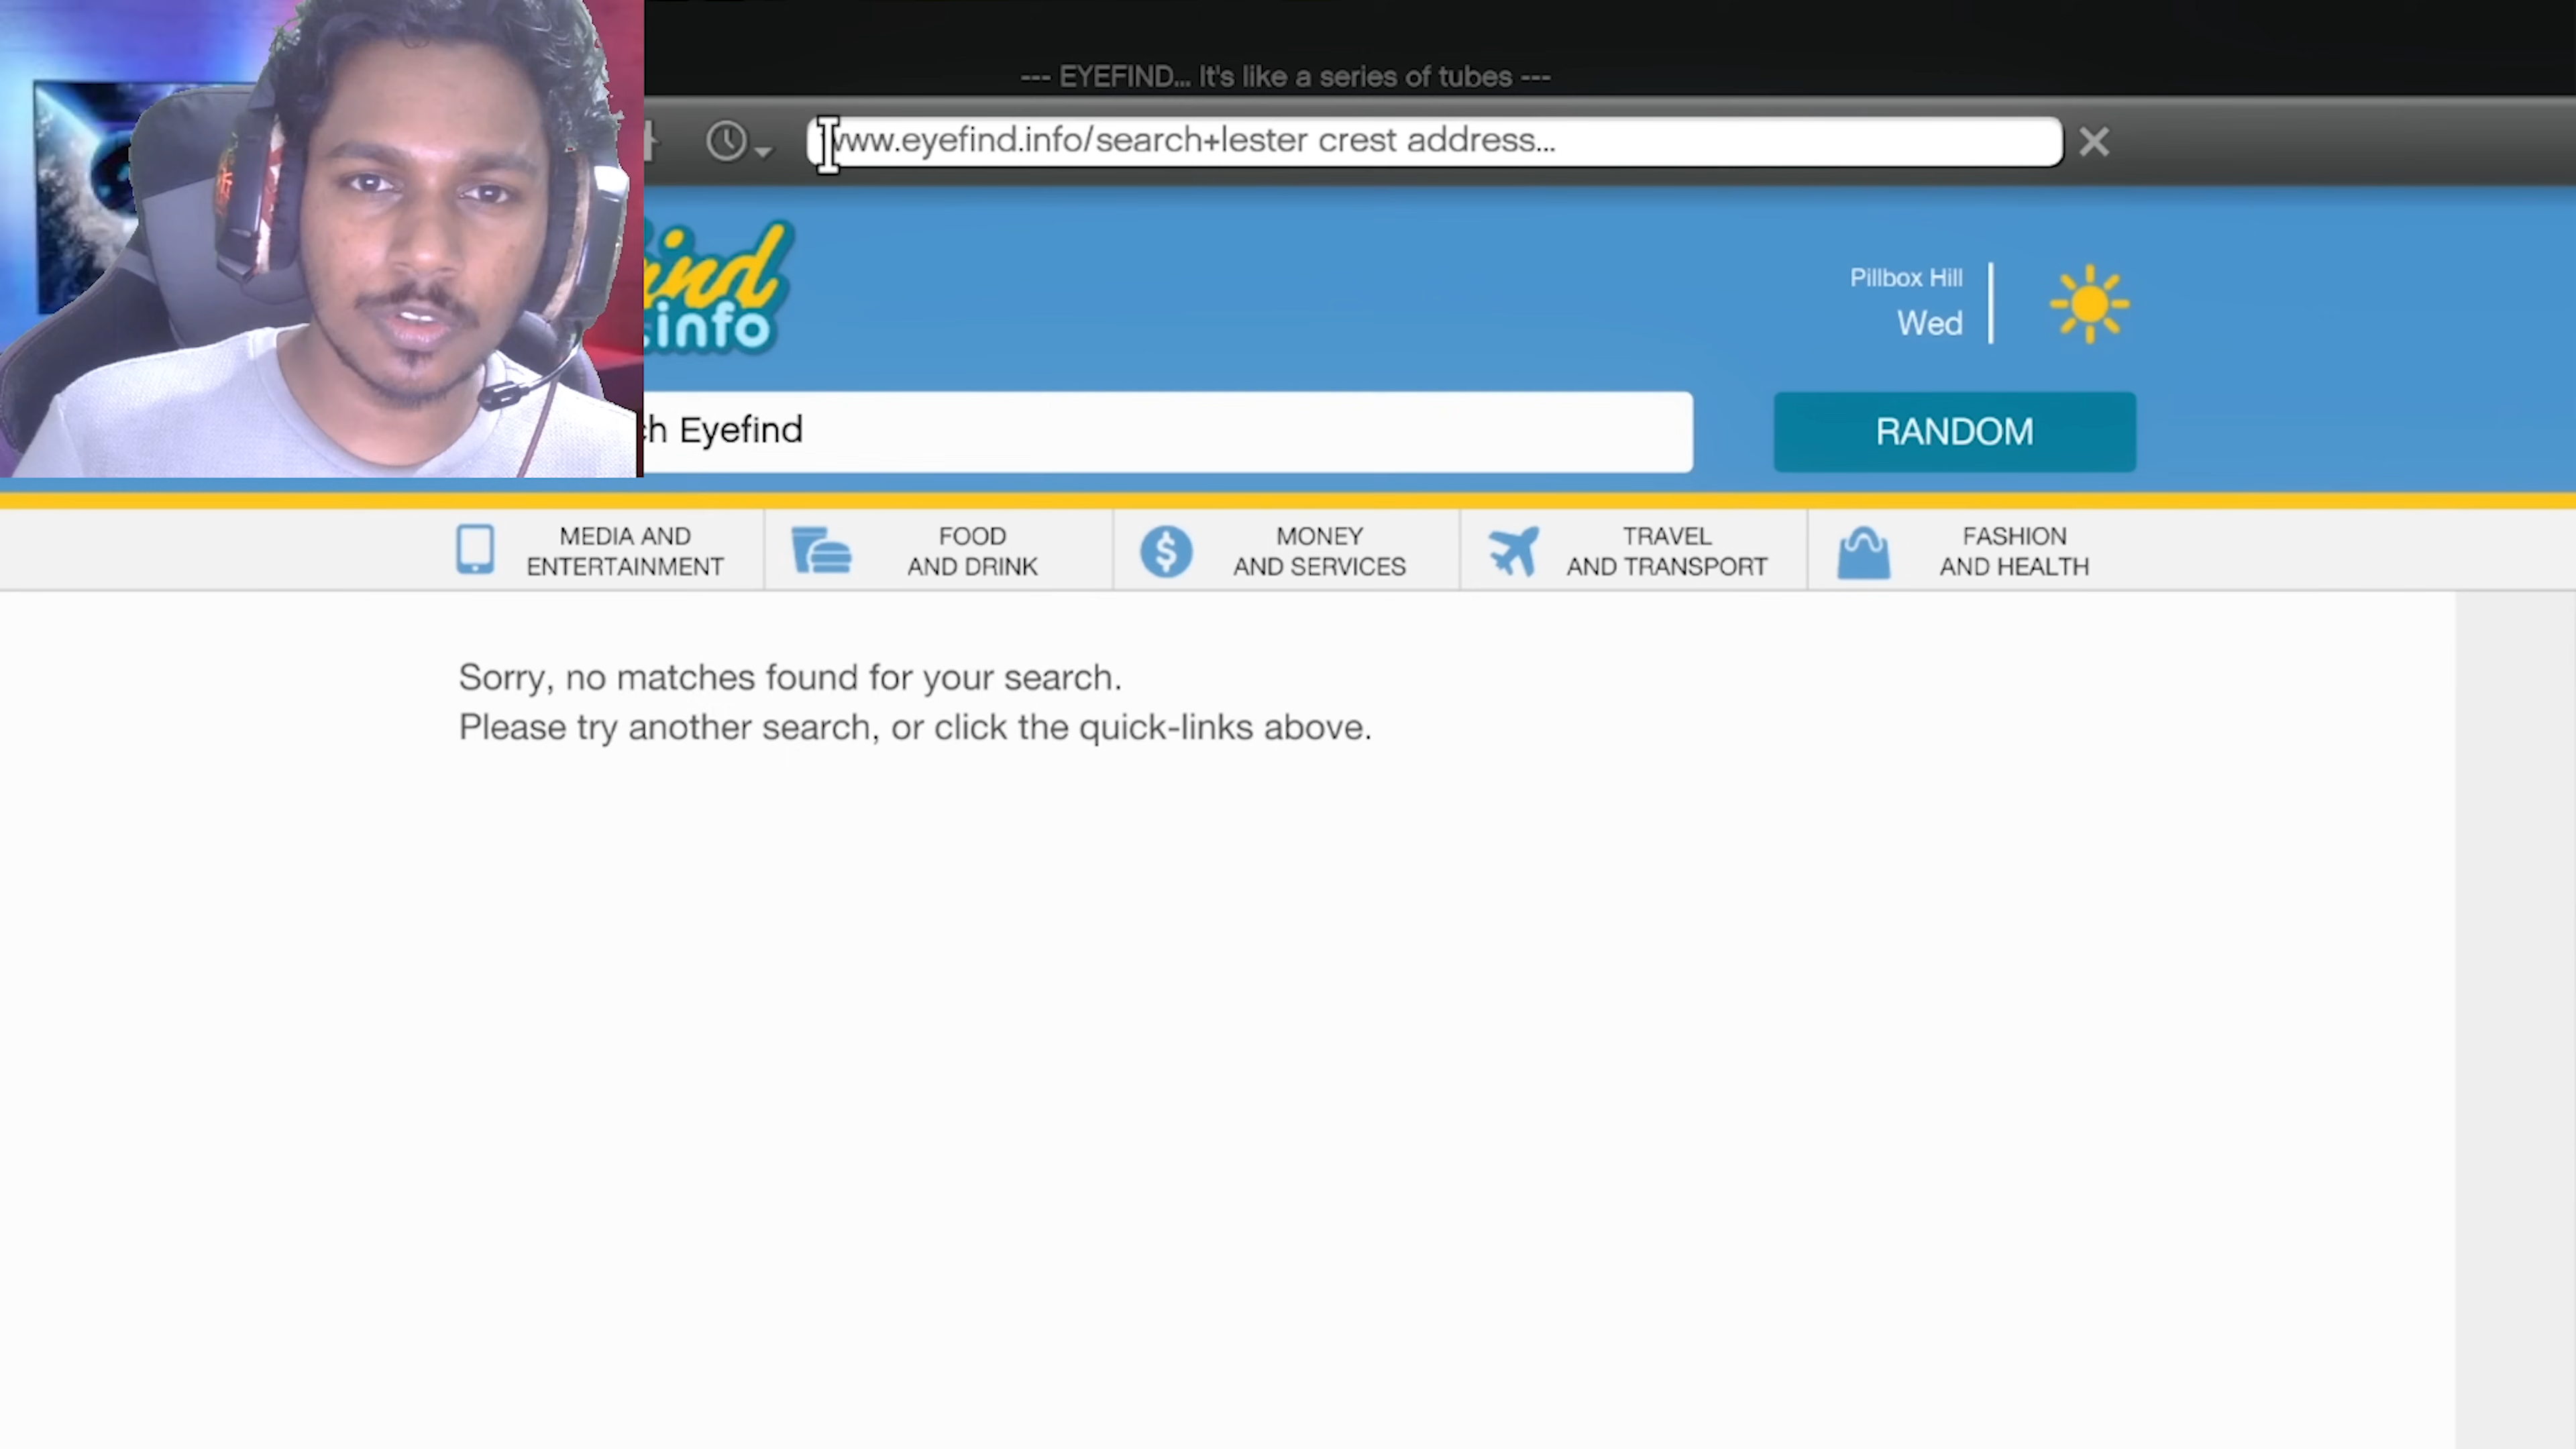 --- EYEFIND... It's like a series of tubes ---
www.eyefind.info/search+lester crest address...
ind
.info
Pillbox Hill
Wed
ch Eyefind
RANDOM
MEDIA AND
ENTERTAINMENT
FOOD
AND DRINK
MONEY
AND SERVICES
TRAVEL
AND TRANSPORT
FASHION
AND HEALTH
Sorry, no matches found for your search.
Please try another search, or click the quick-links above.